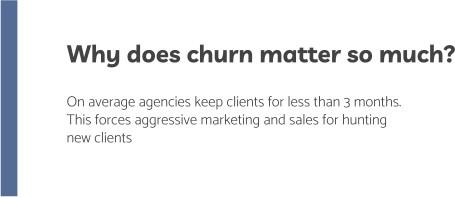 Why does churn matter so much?
On average agencies keep clients for less than 3 months.
This forces aggressive marketing and sales for hunting
new clients